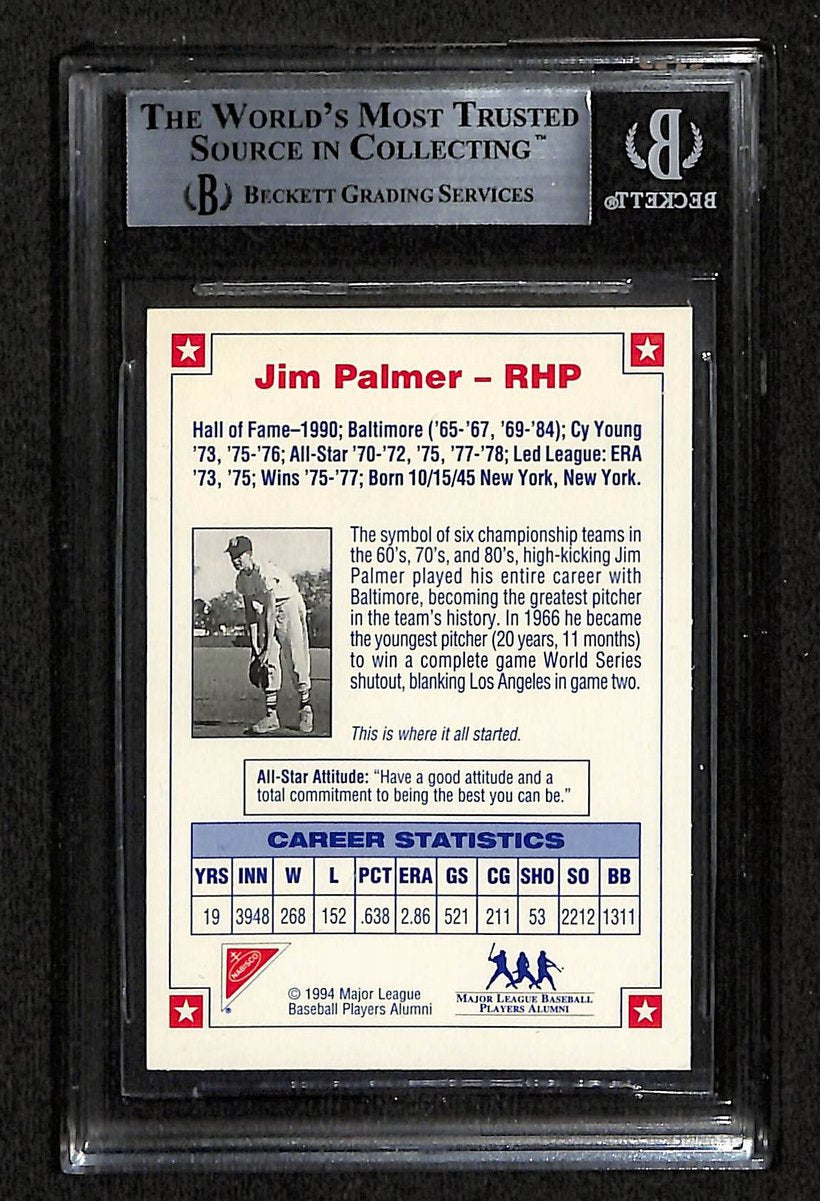 THE WORLD'S MOST TRUSTED
SOURCE IN COLLECTING™
B BECKETT GRADING SERVICES
B
BECKETT®
Jim Palmer – RHP
Hall of Fame–1990; Baltimore ('65-'67, '69-'84); Cy Young
'73, '75-'76; All-Star '70-'72, '75, '77-'78; Led League: ERA
'73, '75; Wins '75-'77; Born 10/15/45 New York, New York.
The symbol of six championship teams in
the 60's, 70's, and 80's, high-kicking Jim
Palmer played his entire career with
Baltimore, becoming the greatest pitcher
in the team's history. In 1966 he became
the youngest pitcher (20 years, 11 months)
to win a complete game World Series
shutout, blanking Los Angeles in game two.
This is where it all started.
All-Star Attitude: "Have a good attitude and a
total commitment to being the best you can be."
CAREER STATISTICS
YRS INN W L PCT ERA GS CG SHO SO BB
19 3948 268 152 .638 2.86 521 211 53 2212 1311
NABISCO
®
© 1994 Major League
Baseball Players Alumni
MAJOR LEAGUE BASEBALL
PLAYERS ALUMNI